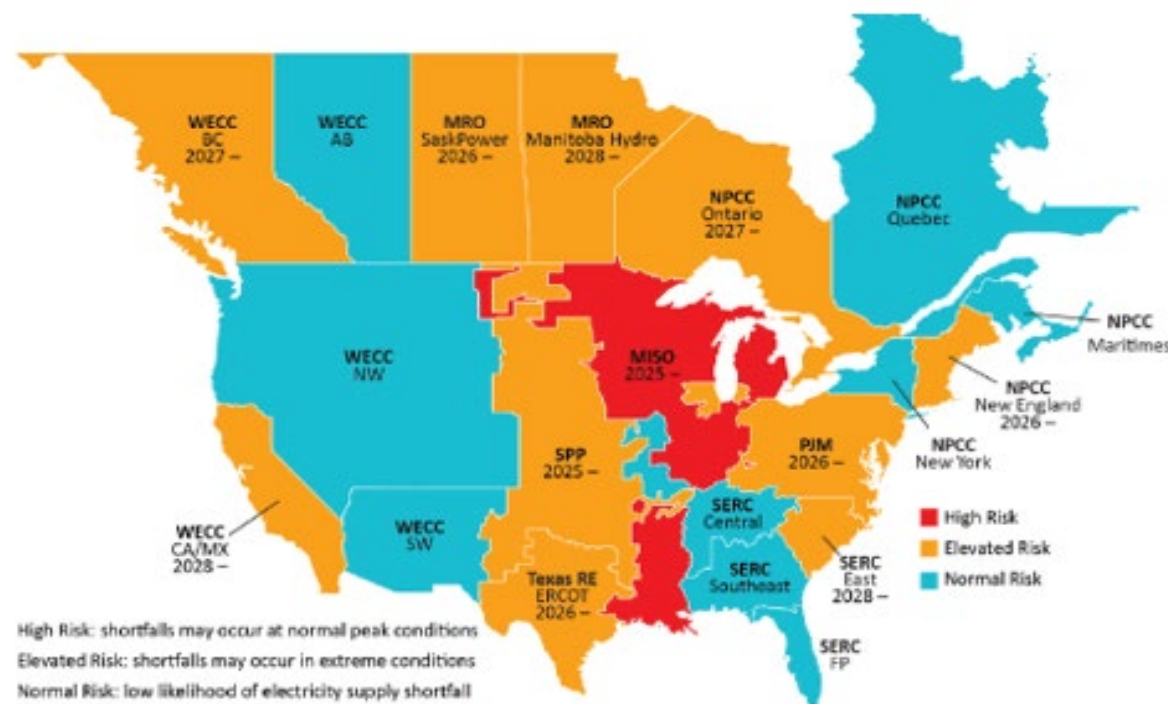 WECC
BC
2027 –
WECC
AB
MRO
SaskPower
2026 –
MRO
Manitoba Hydro
2028 –
NPCC
Ontario
2027 –
NPCC
Quebec
NPCC
Maritimes
WECC
NW
MISO
2025 –
NPCC
New England
2026 –
NPCC
New York
SPP
2025 –
PJM
2026 –
WECC
CA/MX
2028 –
WECC
SW
SERC
Central
SERC
East
2028 –
Texas RE
ERCOT
2026 –
SERC
Southeast
SERC
FP
High Risk
Elevated Risk
Normal Risk
High Risk: shortfalls may occur at normal peak conditions
Elevated Risk: shortfalls may occur in extreme conditions
Normal Risk: low likelihood of electricity supply shortfall